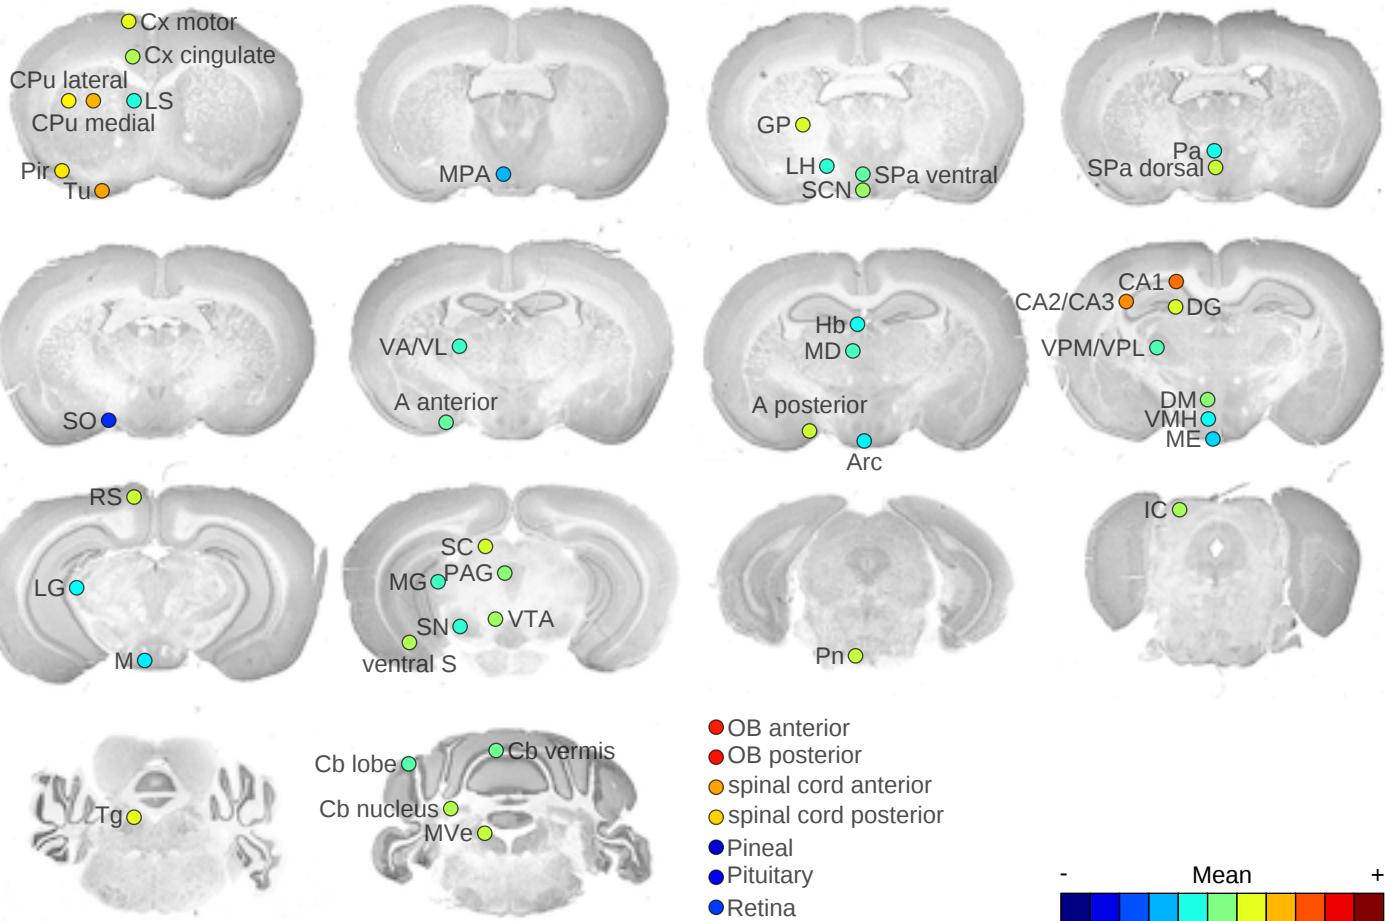 Cx motor
Cx cingulate
CPu lateral
LS
CPu medial
Pir
Tu
MPA
GP
LH
SPa ventral
SCN
Pa
SPa dorsal
SO
VA/VL
A anterior
Hb
MD
A posterior
Arc
CA1
CA2/CA3
DG
VPM/VPL
DM
VMH
ME
RS
LG
M
SC
MG
PAG
SN
VTA
ventral S
Pn
IC
Tg
Cb lobe
Cb vermis
Cb nucleus
MVe
OB anterior
OB posterior
spinal cord anterior
spinal cord posterior
Pineal
Pituitary
Retina
- Mean +